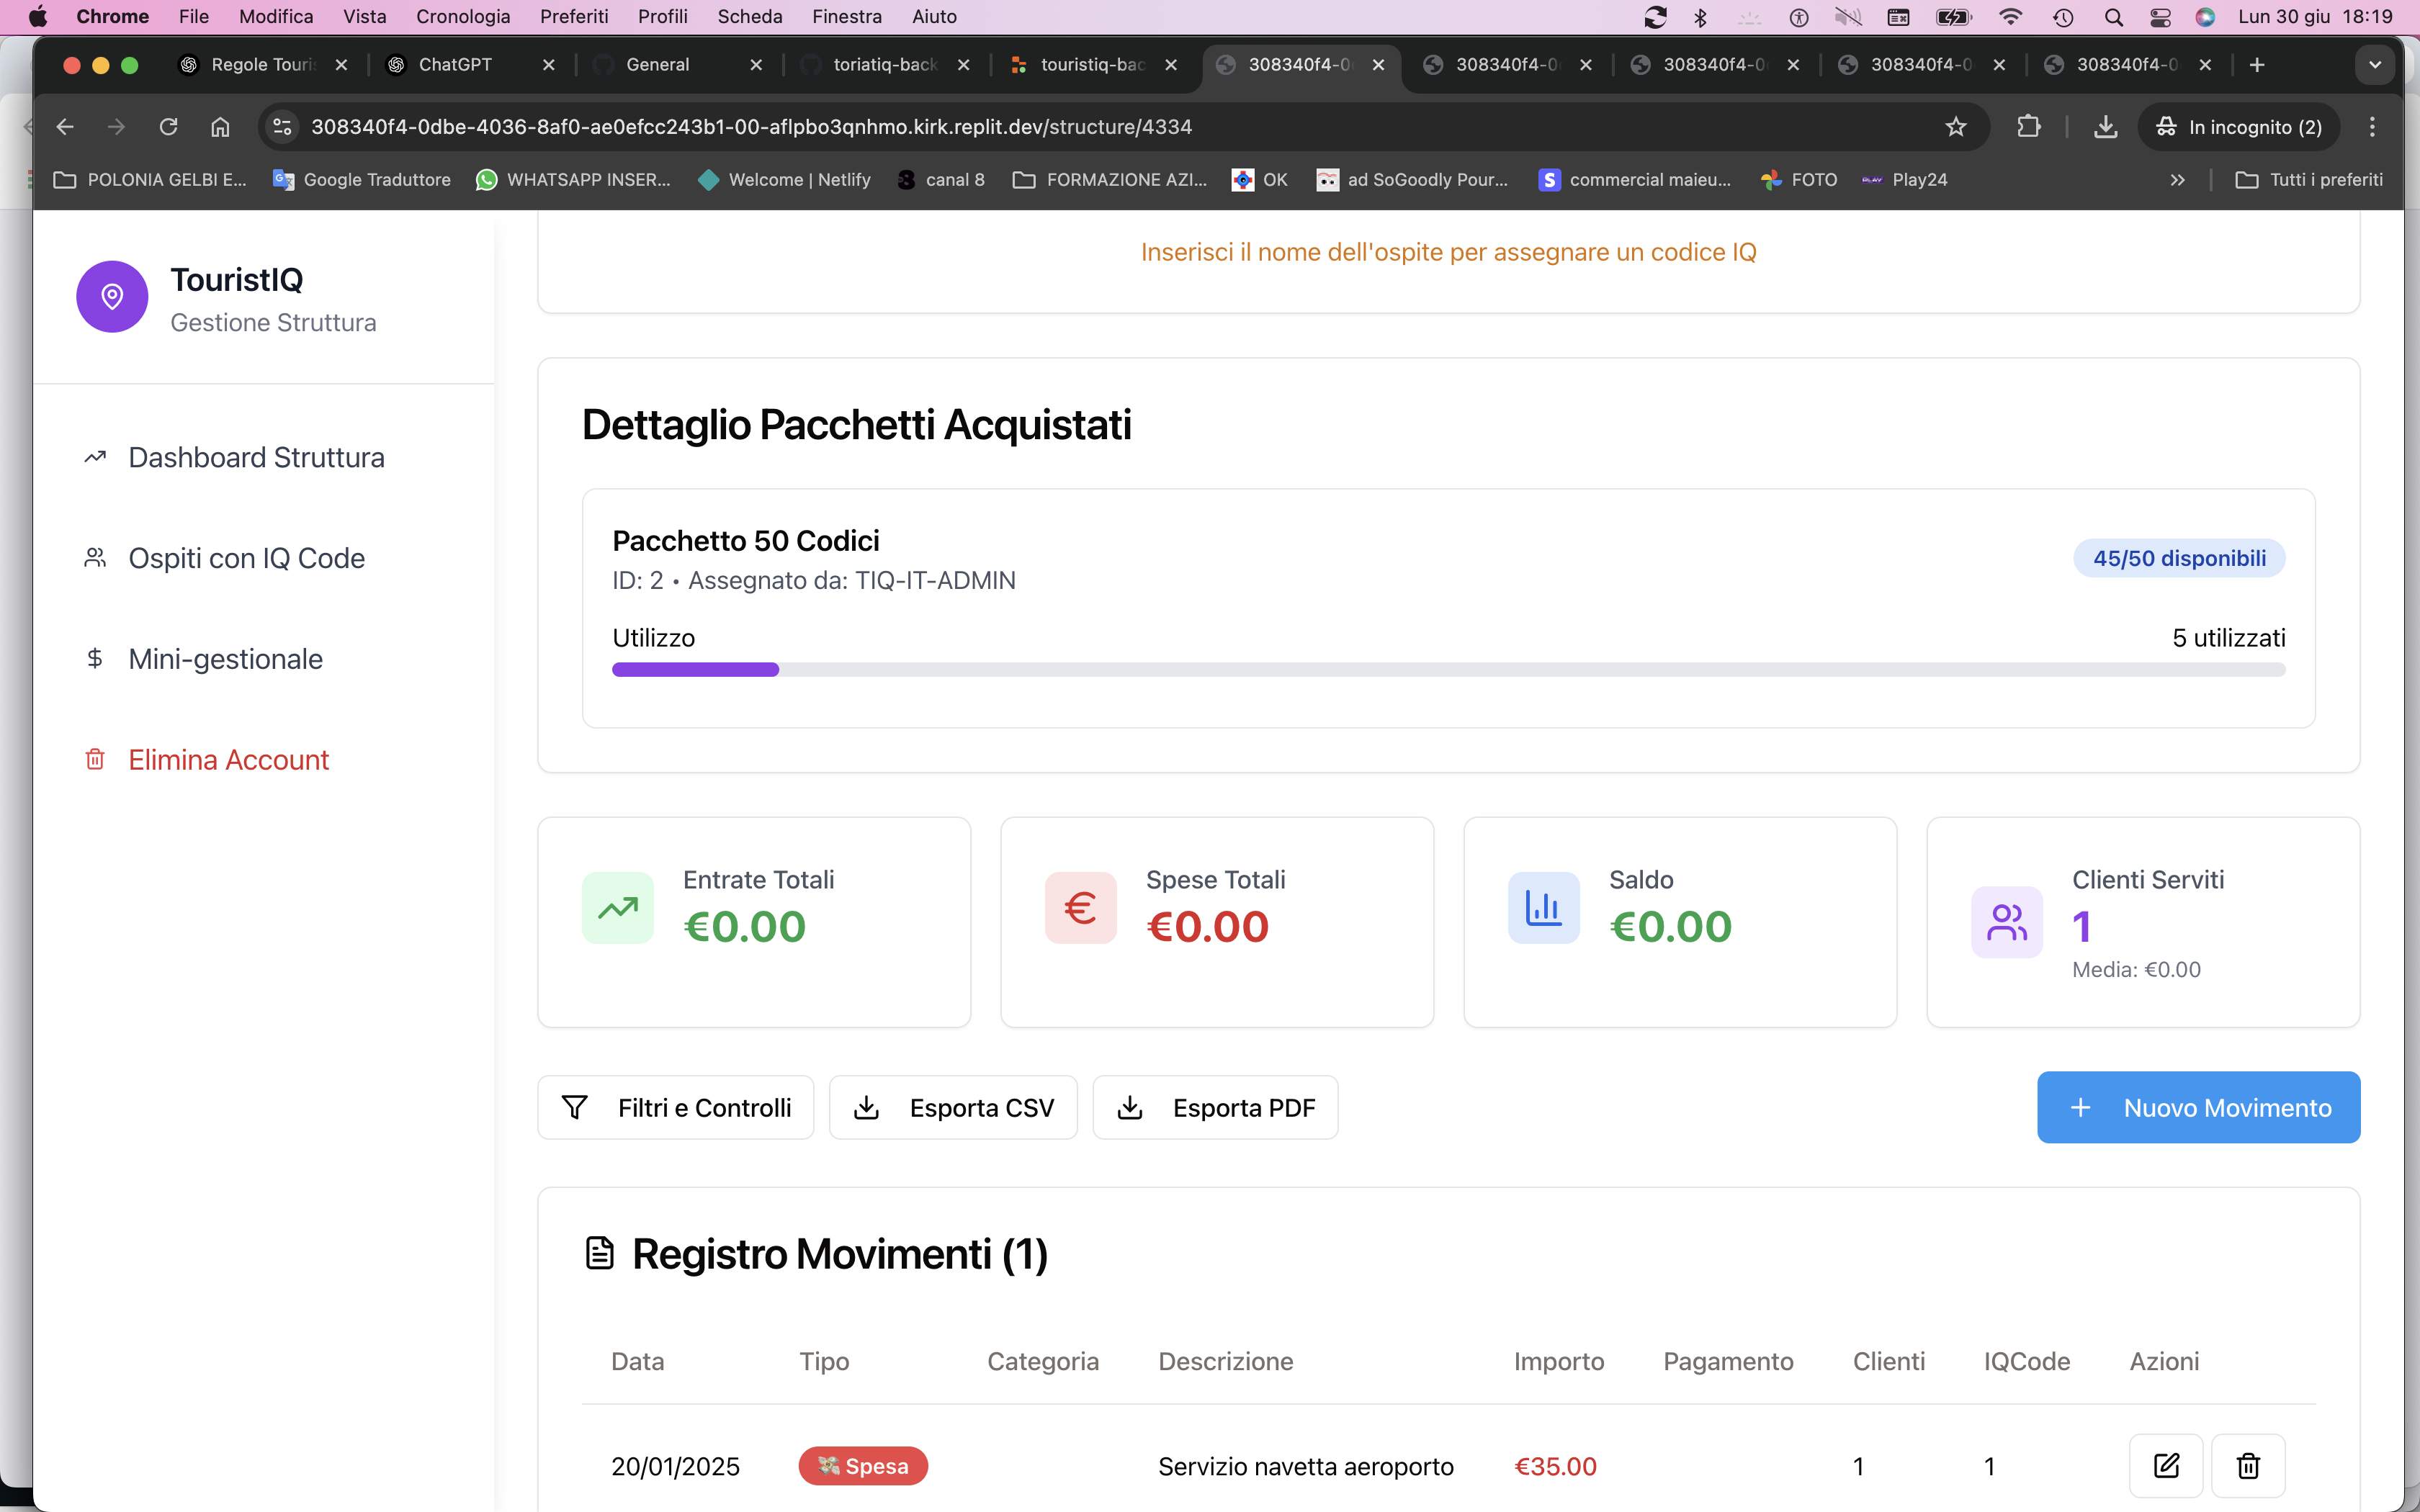 Chrome File Modifica Vista Cronologia Preferiti Profili Scheda Finestra Aiuto Lun 30 giu 18:19
Regole Touris ChatGPT General toriatiq-back touristiq-bac 308340f4-0 308340f4-0 308340f4-0 308340f4-0 308340f4-0
308340f4-0dbe-4036-8af0-ae0efcc243b1-00-aflpbo3qnhmo.kirk.replit.dev/structure/4334 In incognito (2)
POLONIA GELBI E... Google Traduttore WHATSAPP INSER... Welcome | Netlify canal 8 FORMAZIONE AZI... OK ad SoGoodly Pour... S commercial maieu... FOTO PLAY Play24 Tutti i preferiti
TouristIQ
Gestione Struttura
Dashboard Struttura
Ospiti con IQ Code
Mini-gestionale
Elimina Account
Inserisci il nome dell'ospite per assegnare un codice IQ
Dettaglio Pacchetti Acquistati
Pacchetto 50 Codici
ID: 2 • Assegnato da: TIQ-IT-ADMIN
45/50 disponibili
Utilizzo 5 utilizzati
Entrate Totali
€0.00
Spese Totali
€0.00
Saldo
€0.00
Clienti Serviti
1
Media: €0.00
Filtri e Controlli Esporta CSV Esporta PDF Nuovo Movimento
Registro Movimenti (1)
Data Tipo Categoria Descrizione Importo Pagamento Clienti IQCode Azioni
20/01/2025 💸 Spesa Servizio navetta aeroporto €35.00 1 1